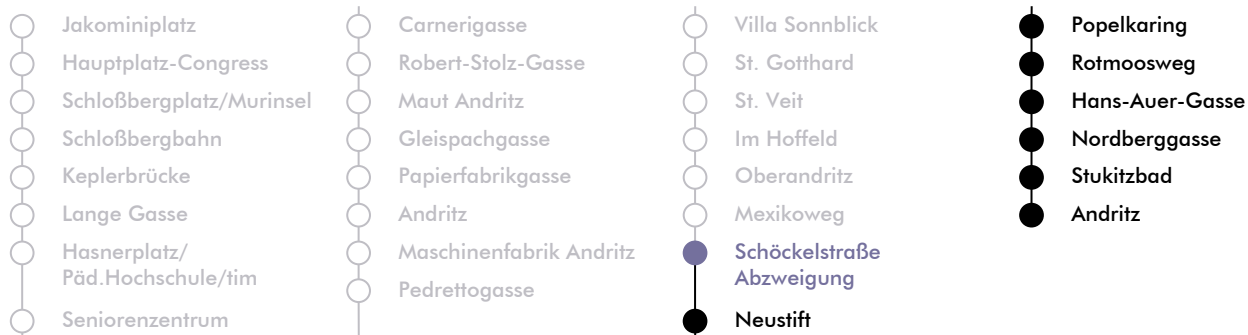 Jakominiplatz
Hauptplatz-Congress
Schloßbergplatz/Murinsel
Schloßbergbahn
Keplerbrücke
Lange Gasse
Hasnerplatz/
Päd.Hochschule/tim
Seniorenzentrum
Carnerigasse
Robert-Stolz-Gasse
Maut Andritz
Gleispachgasse
Papierfabrikgasse
Andritz
Maschinenfabrik Andritz
Pedrettogasse
Villa Sonnblick
St. Gotthard
St. Veit
Im Hoffeld
Oberandritz
Mexikoweg
Schöckelstraße
Abzweigung
Neustift
Popelkaring
Rotmoosweg
Hans-Auer-Gasse
Nordberggasse
Stukitzbad
Andritz